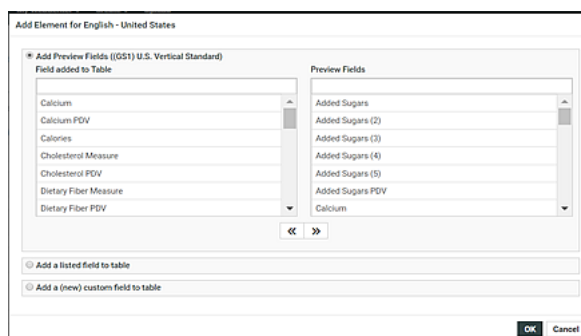 Add Element for English - United States
Add Preview Fields ((GS1) U.S. Vertical Standard)
Field added to Table
Calcium
Calcium PDV
Calories
Cholesterol Measure
Cholesterol PDV
Dietary Fiber Measure
Dietary Fiber PDV
Preview Fields
Added Sugars
Added Sugars (2)
Added Sugars (3)
Added Sugars (4)
Added Sugars (5)
Added Sugars PDV
Calcium
« »
Add a listed field to table
Add a (new) custom field to table
OK Cancel